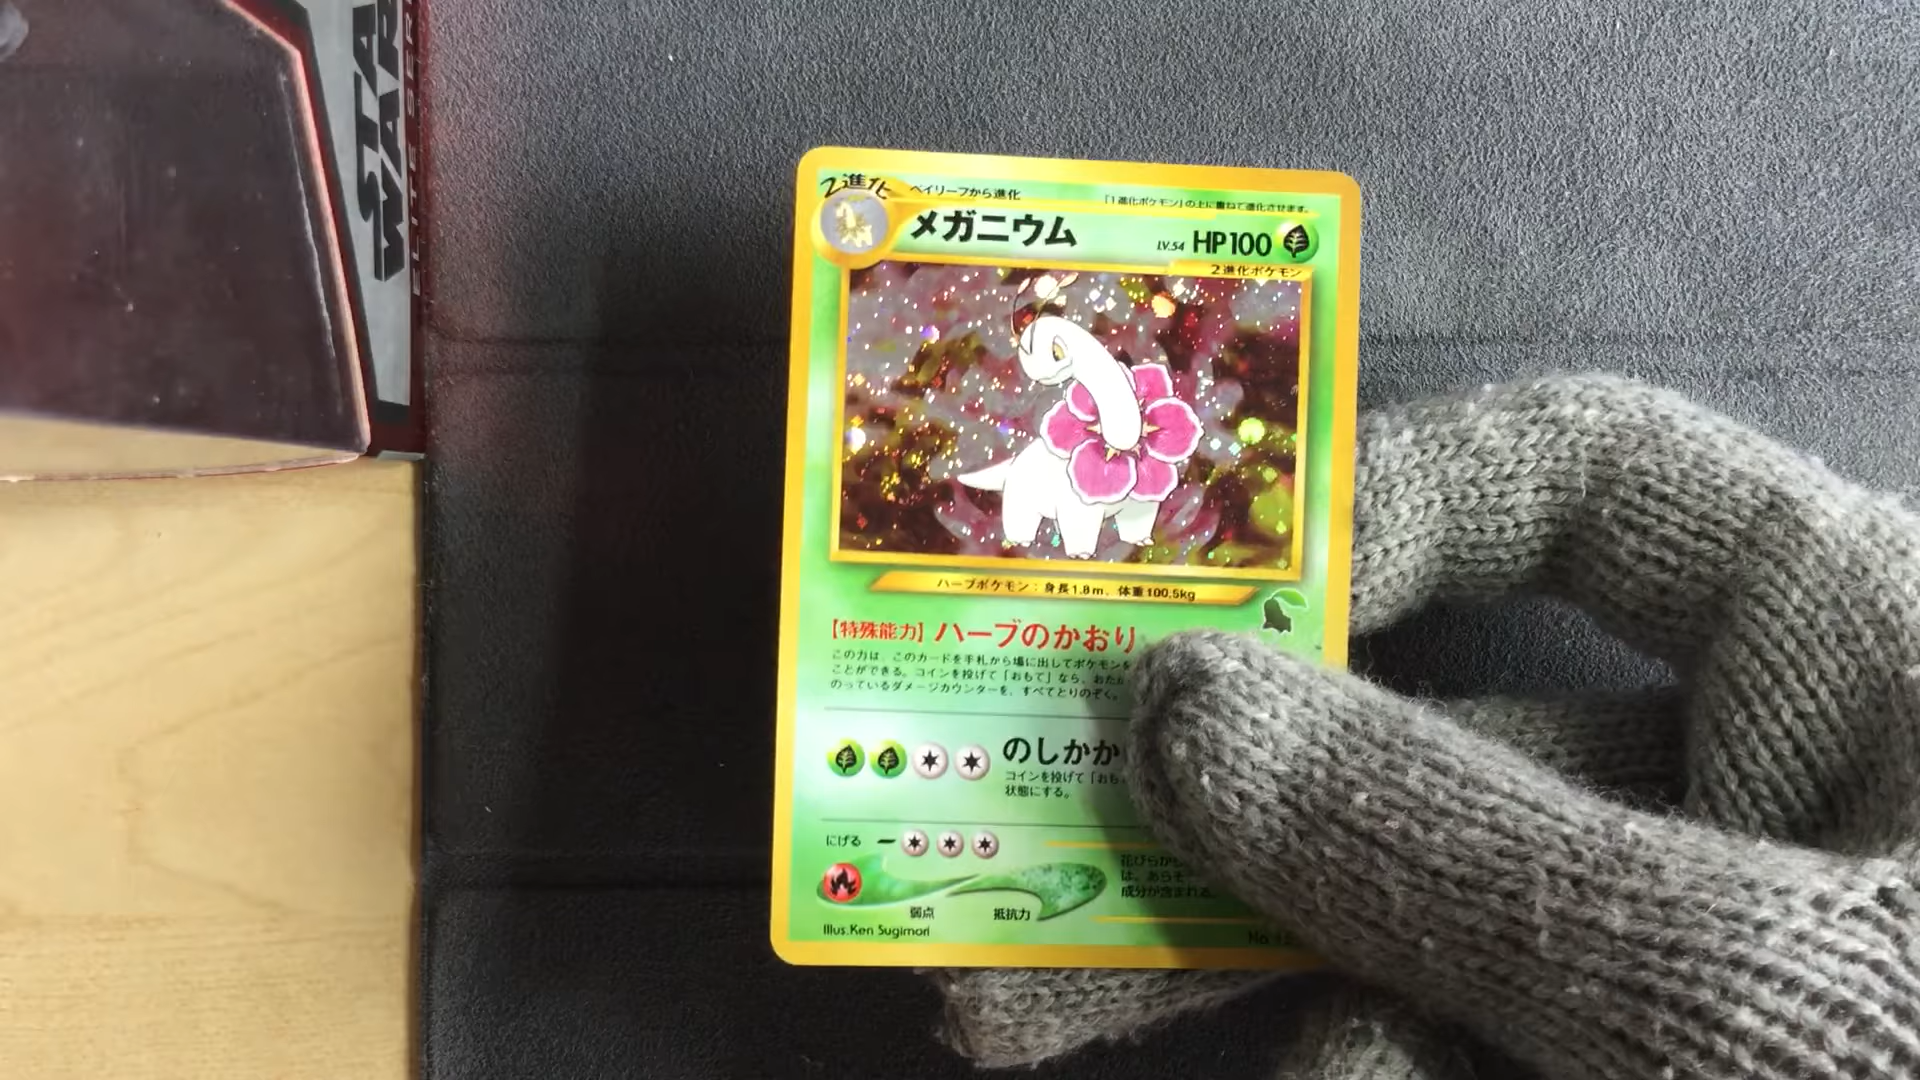 STAR
WARS
ELITE SER
2進化
ベイリーフから進化
「1進化ポケモン」の上に重ねて進化させます。
メガニウム
LV.54 HP100
2進化ポケモン
ハーブポケモン：身長1.8m、体重100.5kg
【特殊能力】ハーブのかおり
この力は、このカードを手札から場に出してポケモンを
ことができる。コインを投げて「おもて」なら、おたが
のっているダメージカウンターを、すべてとりのぞく。
のしかか
コインを投げて「おも
状態にする。
にげる
花びらから
は、あらそ
成分が含まれる。
弱点
抵抗力
Illus.Ken Sugimori
No.15